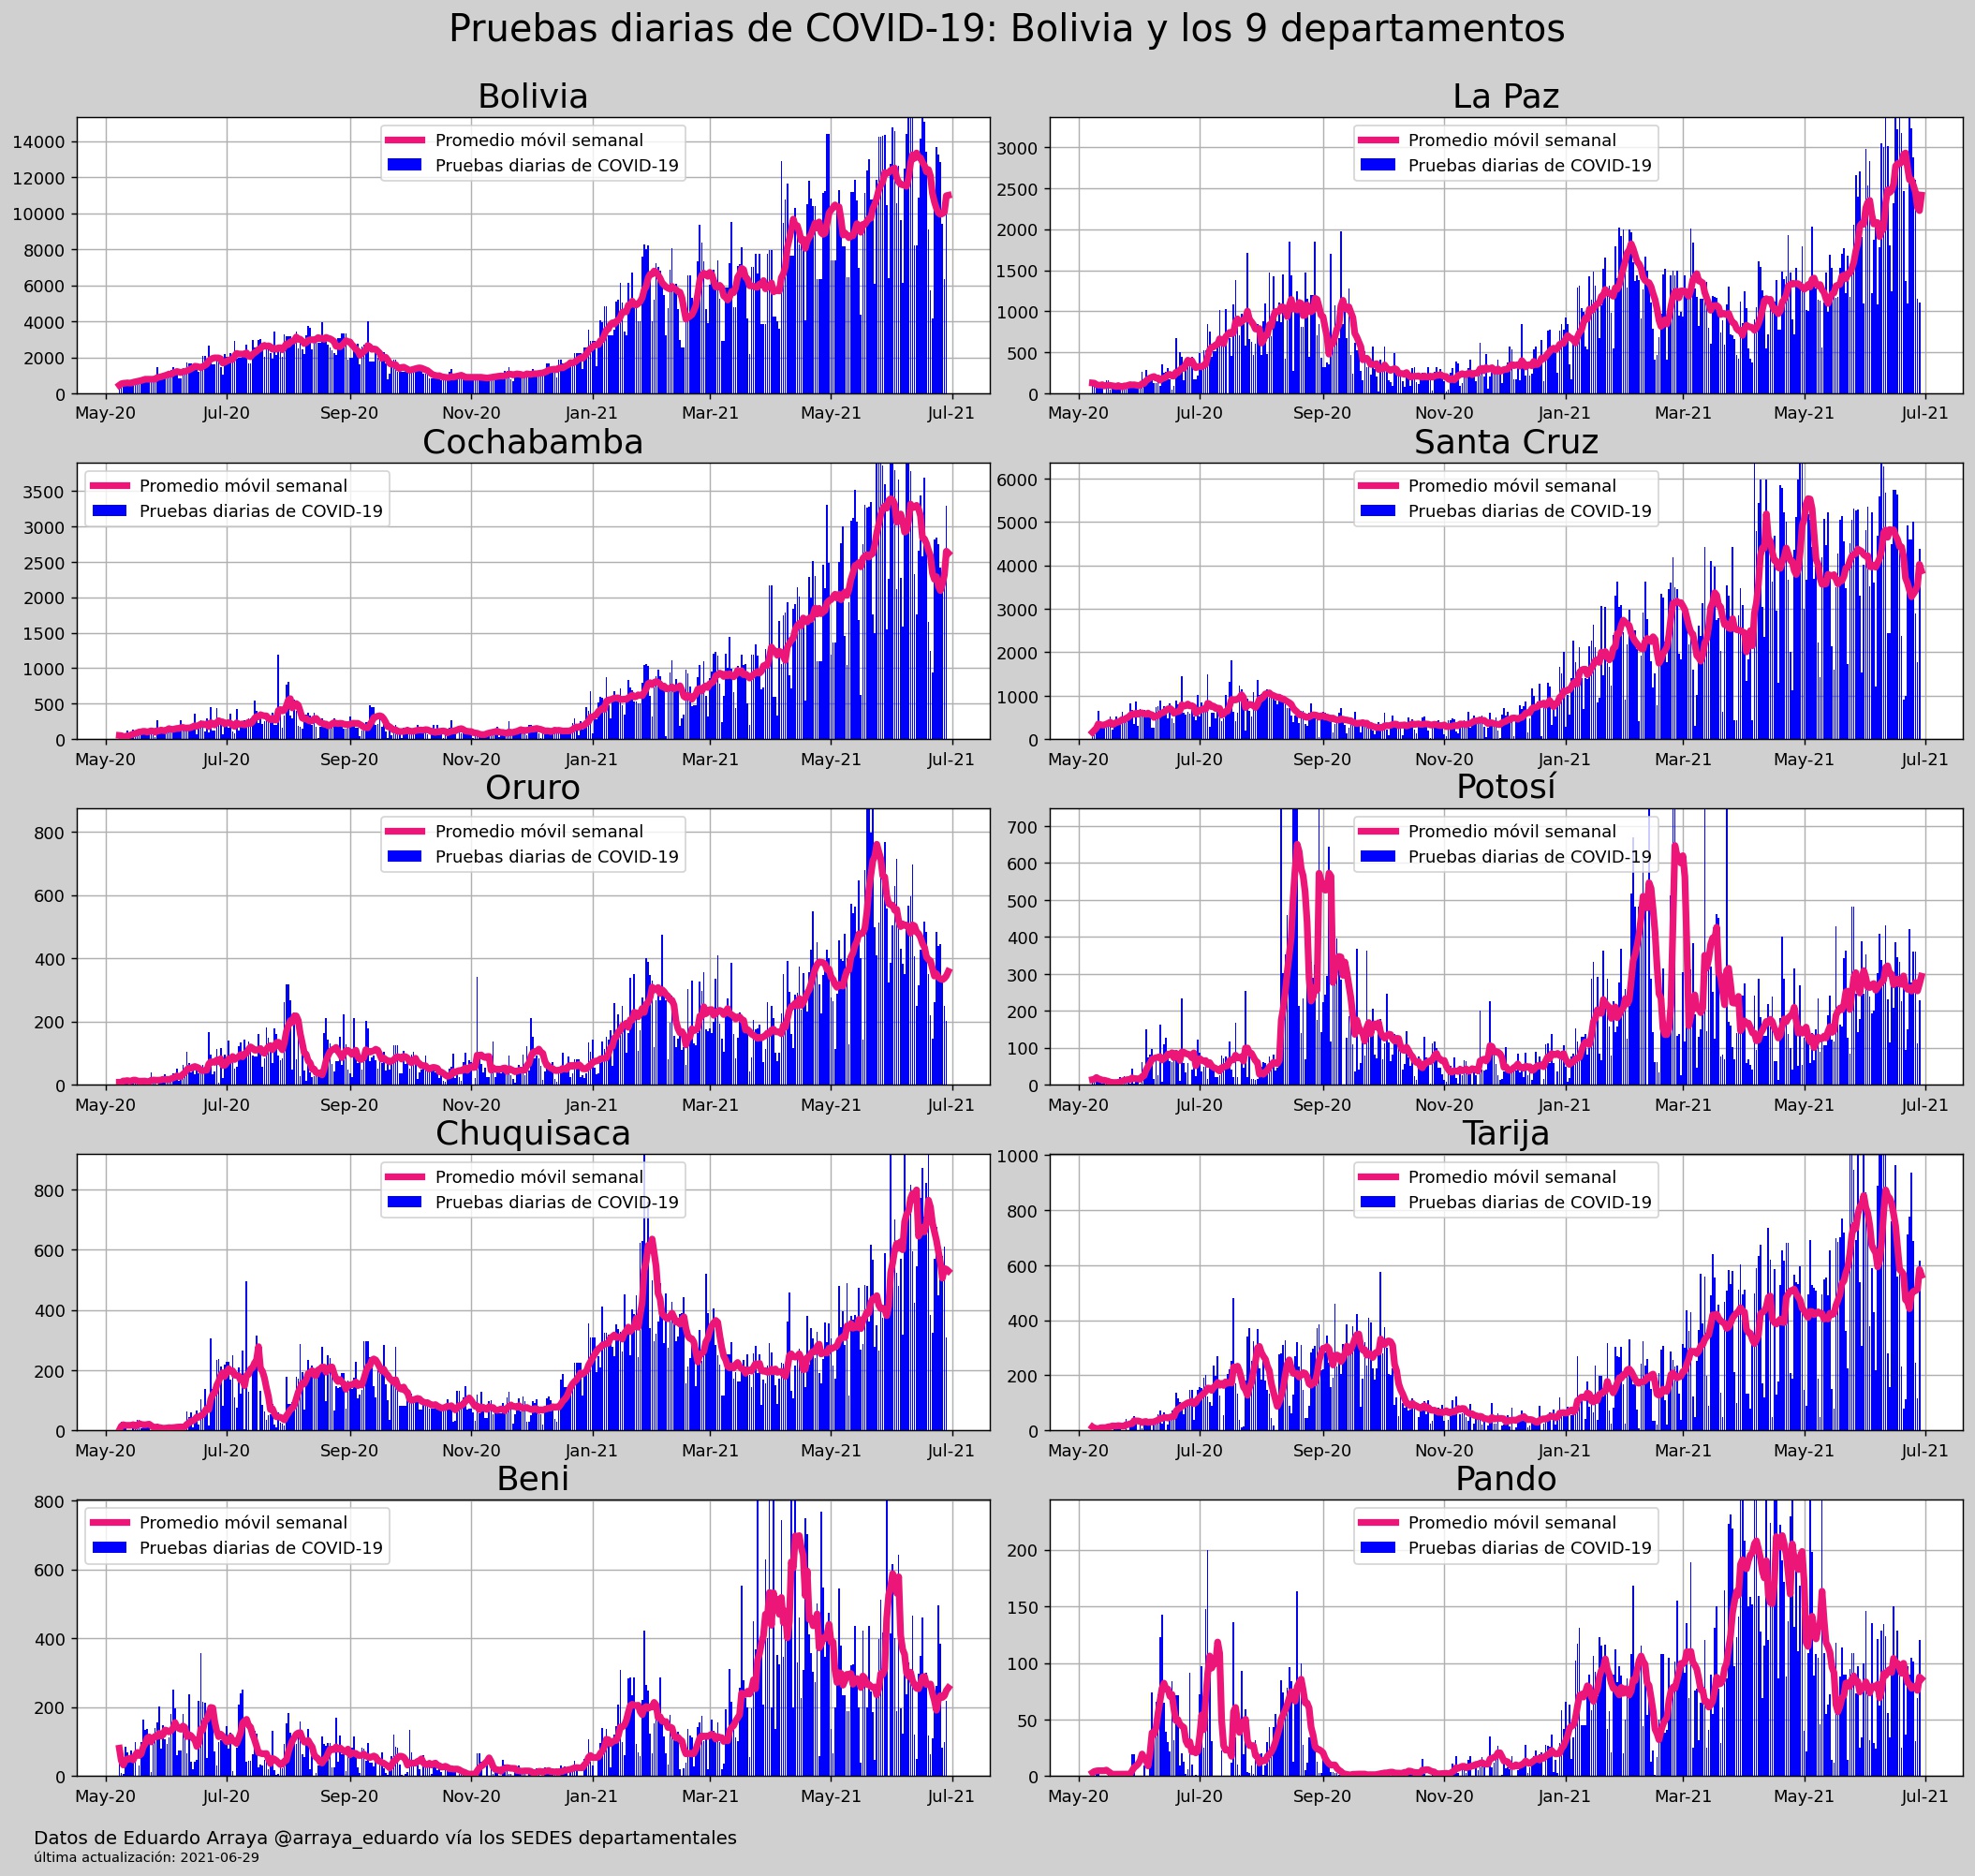 Pruebas diarias de COVID-19: Bolivia y los 9 departamentos
Bolivia
Promedio móvil semanal
Pruebas diarias de COVID-19
14000
12000
10000
8000
6000
4000
2000
0
May-20 Jul-20 Sep-20 Nov-20 Jan-21 Mar-21 May-21 Jul-21
La Paz
Promedio móvil semanal
Pruebas diarias de COVID-19
3000
2500
2000
1500
1000
500
0
May-20 Jul-20 Sep-20 Nov-20 Jan-21 Mar-21 May-21 Jul-21
Cochabamba
Promedio móvil semanal
Pruebas diarias de COVID-19
3500
3000
2500
2000
1500
1000
500
0
May-20 Jul-20 Sep-20 Nov-20 Jan-21 Mar-21 May-21 Jul-21
Santa Cruz
Promedio móvil semanal
Pruebas diarias de COVID-19
6000
5000
4000
3000
2000
1000
0
May-20 Jul-20 Sep-20 Nov-20 Jan-21 Mar-21 May-21 Jul-21
Oruro
Promedio móvil semanal
Pruebas diarias de COVID-19
800
600
400
200
0
May-20 Jul-20 Sep-20 Nov-20 Jan-21 Mar-21 May-21 Jul-21
Potosí
Promedio móvil semanal
Pruebas diarias de COVID-19
700
600
500
400
300
200
100
0
May-20 Jul-20 Sep-20 Nov-20 Jan-21 Mar-21 May-21 Jul-21
Chuquisaca
Promedio móvil semanal
Pruebas diarias de COVID-19
800
600
400
200
0
May-20 Jul-20 Sep-20 Nov-20 Jan-21 Mar-21 May-21 Jul-21
Tarija
Promedio móvil semanal
Pruebas diarias de COVID-19
1000
800
600
400
200
0
May-20 Jul-20 Sep-20 Nov-20 Jan-21 Mar-21 May-21 Jul-21
Beni
Promedio móvil semanal
Pruebas diarias de COVID-19
800
600
400
200
0
May-20 Jul-20 Sep-20 Nov-20 Jan-21 Mar-21 May-21 Jul-21
Pando
Promedio móvil semanal
Pruebas diarias de COVID-19
200
150
100
50
0
May-20 Jul-20 Sep-20 Nov-20 Jan-21 Mar-21 May-21 Jul-21
Datos de Eduardo Arraya @arraya_eduardo vía los SEDES departamentales
última actualización: 2021-06-29